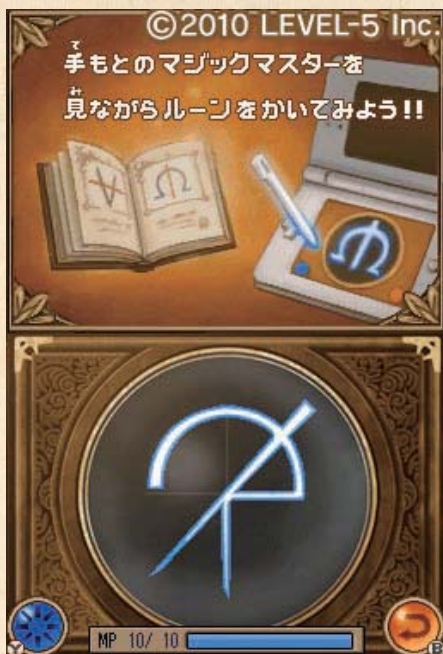 ©2010 LEVEL-5 Inc.
手もとのマジックマスターを
見ながらルーンをかいてみよう!!
MP 10/ 10
Y
B